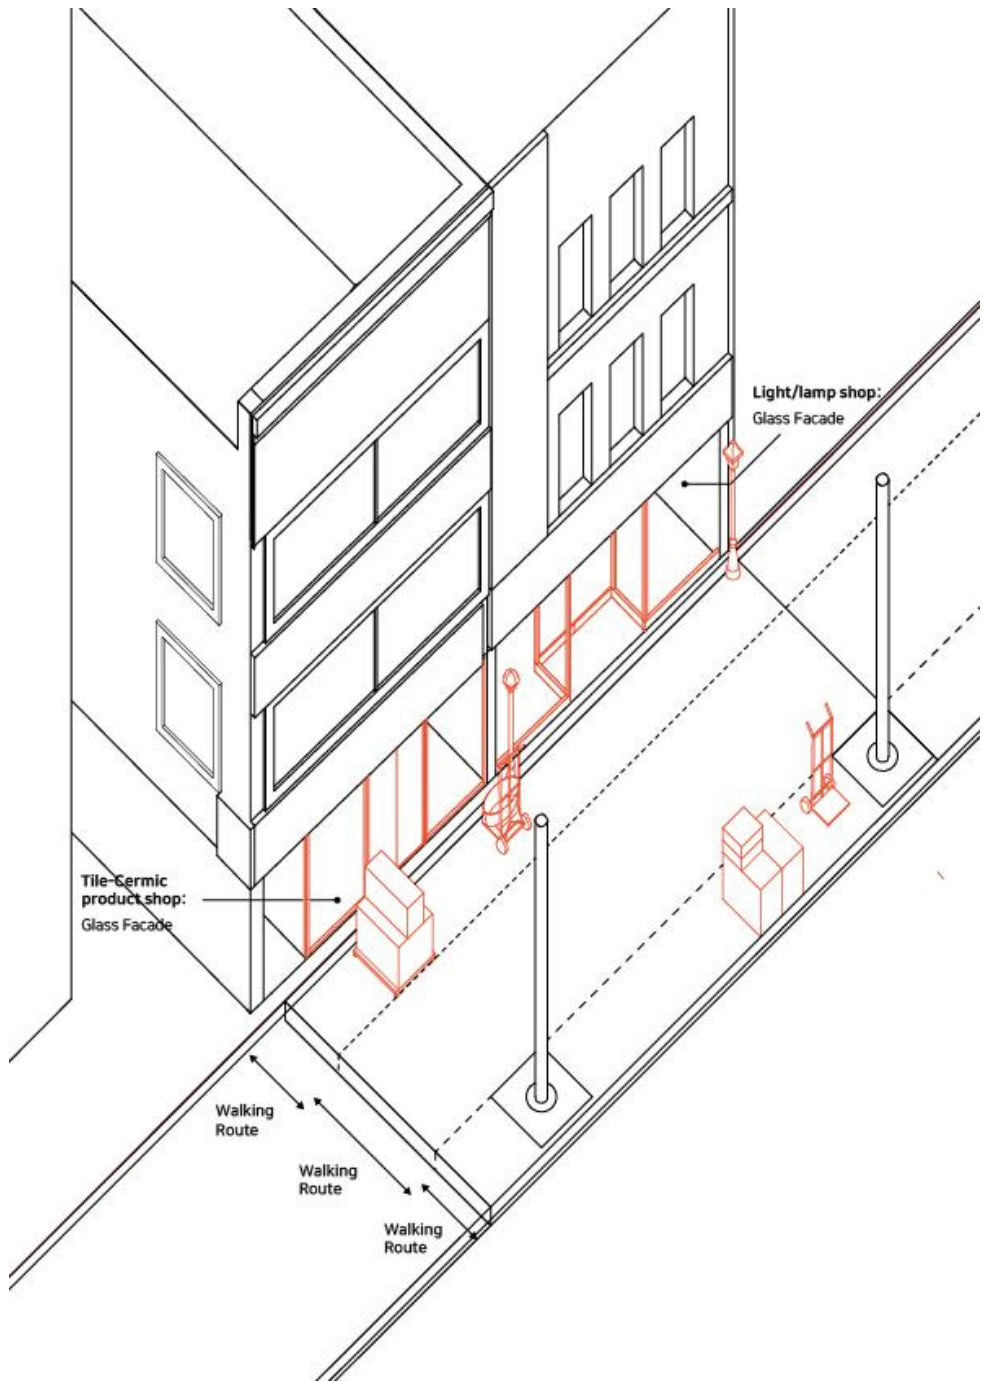 Light/lamp shop:
Glass Facade
Tile-Cermic
product shop:
Glass Facade
Walking
Route
Walking
Route
Walking
Route